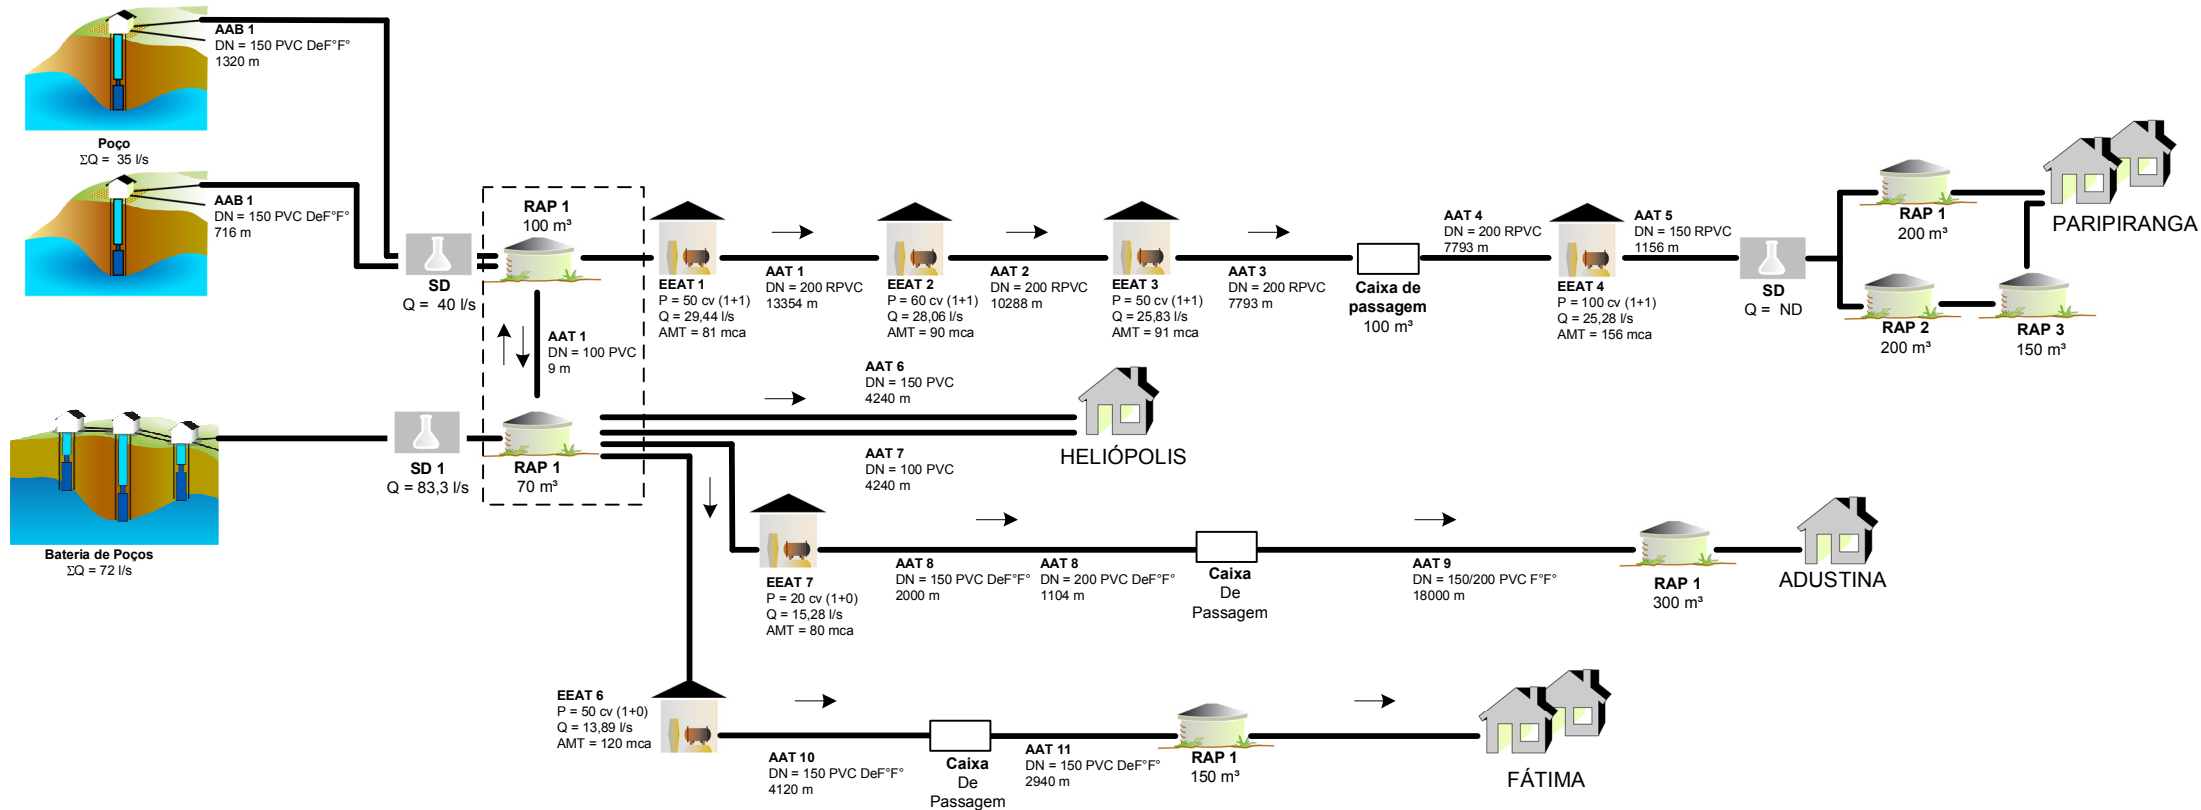 AAB 1
DN = 150 PVC DeF°F°
1320 m
Poço
ΣQ = 35 l/s
AAB 1
DN = 150 PVC DeF°F°
716 m
SD
Q = 40 l/s
RAP 1
100 m³
EEAT 1
P = 50 cv (1+1)
Q = 29,44 l/s
AMT = 81 mca
AAT 1
DN = 200 RPVC
13354 m
EEAT 2
P = 60 cv (1+1)
Q = 28,06 l/s
AMT = 90 mca
AAT 2
DN = 200 RPVC
10288 m
EEAT 3
P = 50 cv (1+1)
Q = 25,83 l/s
AMT = 91 mca
AAT 3
DN = 200 RPVC
7793 m
Caixa de
passagem
100 m³
AAT 4
DN = 200 RPVC
7793 m
EEAT 4
P = 100 cv (1+1)
Q = 25,28 l/s
AMT = 156 mca
AAT 5
DN = 150 RPVC
1156 m
SD
Q = ND
RAP 1
200 m³
RAP 2
200 m³
RAP 3
150 m³
PARIPIRANGA
AAT 1
DN = 100 PVC
9 m
Bateria de Poços
ΣQ = 72 l/s
SD 1
Q = 83,3 l/s
RAP 1
70 m³
AAT 6
DN = 150 PVC
4240 m
AAT 7
DN = 100 PVC
4240 m
HELIÓPOLIS
EEAT 7
P = 20 cv (1+0)
Q = 15,28 l/s
AMT = 80 mca
AAT 8
DN = 150 PVC DeF°F°
2000 m
AAT 8
DN = 200 PVC DeF°F°
1104 m
Caixa
De
Passagem
AAT 9
DN = 150/200 PVC F°F°
18000 m
RAP 1
300 m³
ADUSTINA
EEAT 6
P = 50 cv (1+0)
Q = 13,89 l/s
AMT = 120 mca
AAT 10
DN = 150 PVC DeF°F°
4120 m
Caixa
De
Passagem
AAT 11
DN = 150 PVC DeF°F°
2940 m
RAP 1
150 m³
FÁTIMA